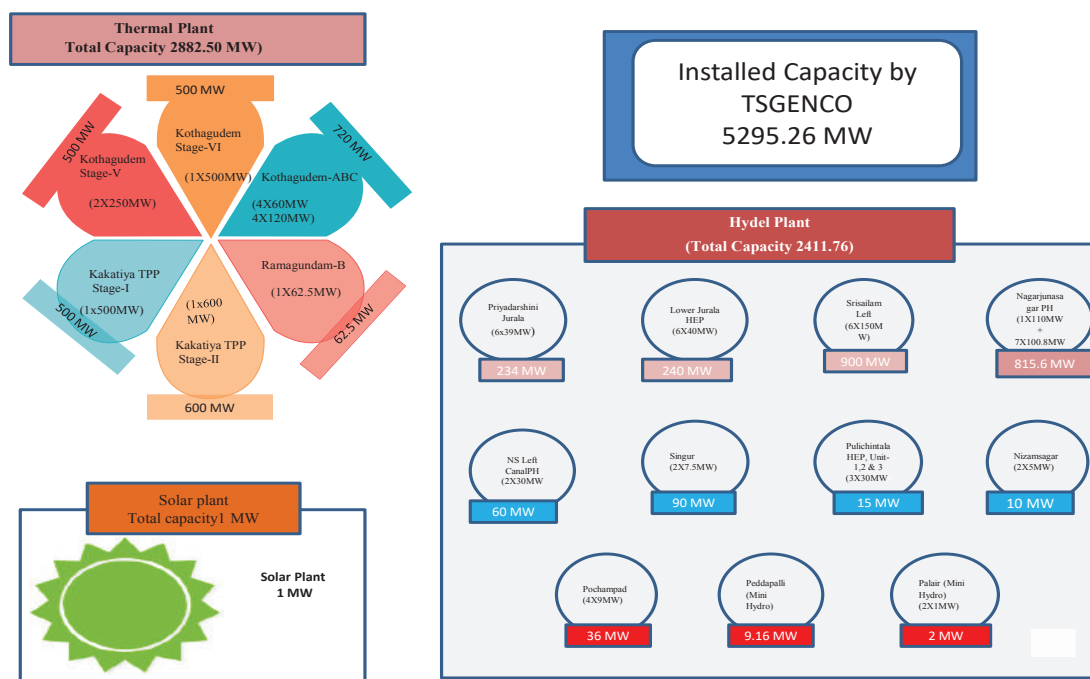 Thermal Plant
Total Capacity 2882.50 MW)
500 MW
Kothagudem
Stage-VI
(1X500MW)
720 MW
Kothagudem-ABC
(4X60MW
4X120MW)
500 MW
Kothagudem
Stage-V
(2X250MW)
Kakatiya TPP
Stage-I
(1x500MW)
500 MW
(1x600
MW)
Kakatiya TPP
Stage-II
600 MW
Ramagundam-B
(1X62.5MW)
62.5 MW
Installed Capacity by
TSGENCO
5295.26 MW
Hydel Plant
(Total Capacity 2411.76)
Priyadarshini
Jurala
(6x39MW)
234 MW
Lower Jurala
HEP
(6X40MW)
240 MW
Srisailam
Left
(6X150M
W)
900 MW
Nagarjunasa
gar PH
(1X110MW
+
7X100.8MW
815.6 MW
NS Left
CanalPH
(2X30MW
60 MW
Singur
(2X7.5MW)
90 MW
Pulichintala
HEP, Unit-
1,2 & 3
(3X30MW
15 MW
Nizamsagar
(2X5MW)
10 MW
Pochampad
(4X9MW)
36 MW
Peddapalli
(Mini
Hydro)
9.16 MW
Palair (Mini
Hydro)
(2X1MW)
2 MW
Solar plant
Total capacity1 MW
Solar Plant
1 MW